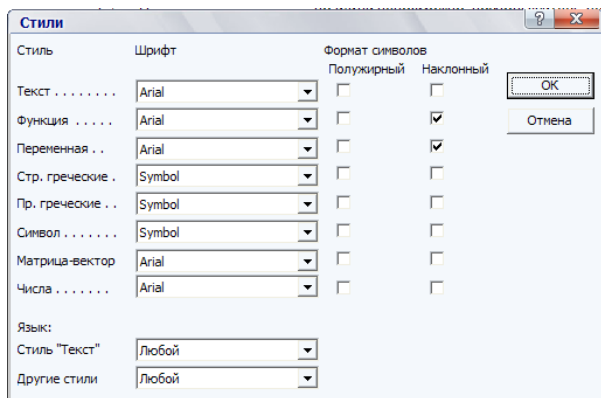 Стили
Стиль Шрифт Формат символов
Полужирный Наклонный
Текст . . . . . . . . Arial OK
Функция . . . . . Arial Отмена
Переменная . . Arial
Стр. греческие . Symbol
Пр. греческие . . Symbol
Символ . . . . . . . Symbol
Матрица-вектор Arial
Числа . . . . . . . Arial
Язык:
Стиль "Текст" Любой
Другие стили Любой